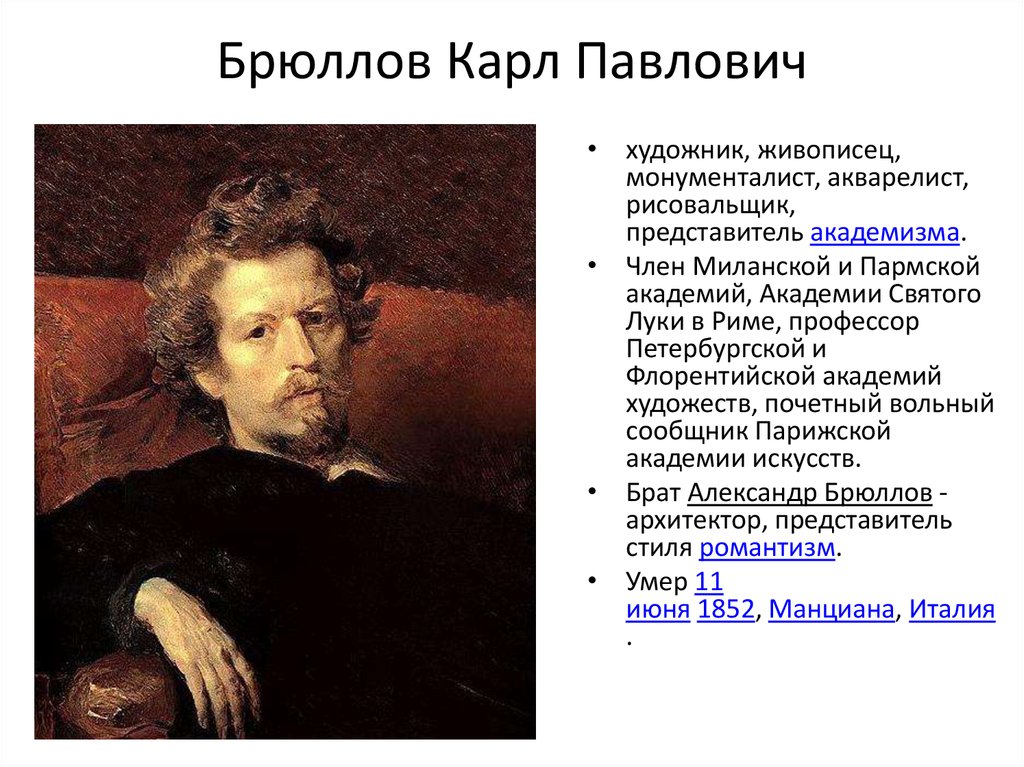 Брюллов Карл Павлович
• художник, живописец,
монументалист, акварелист,
рисовальщик,
представитель академизма.
• Член Миланской и Пармской
академий, Академии Святого
Луки в Риме, профессор
Петербургской и
Флорентийской академий
художеств, почетный вольный
сообщник Парижской
академии искусств.
• Брат Александр Брюллов -
архитектор, представитель
стиля романтизм.
• Умер 11
июня 1852, Манциана, Италия
.